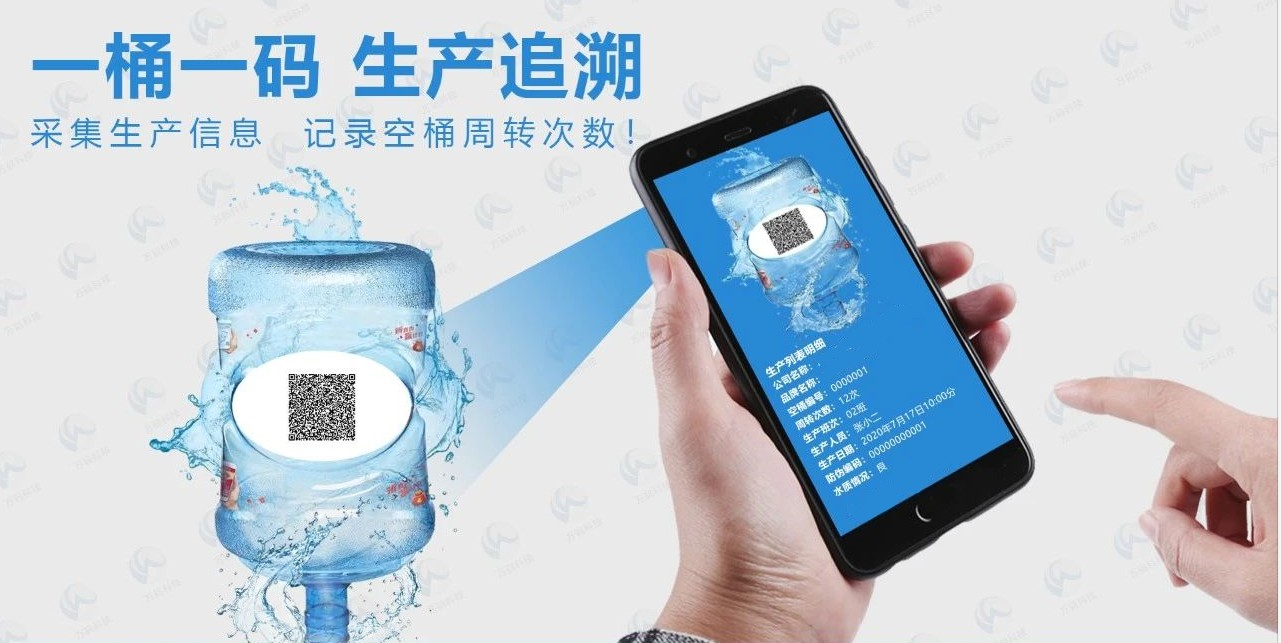 一桶一码 生产追溯
采集生产信息 记录空桶周转次数！
生产列表明细
公司名称：
品牌名称：
空桶编号：0000001
周转次数：12次
生产班次：02班
生产人员：张小二
生产日期：2020年7月17日10:00分
防伪编码：00000000001
水质情况：良